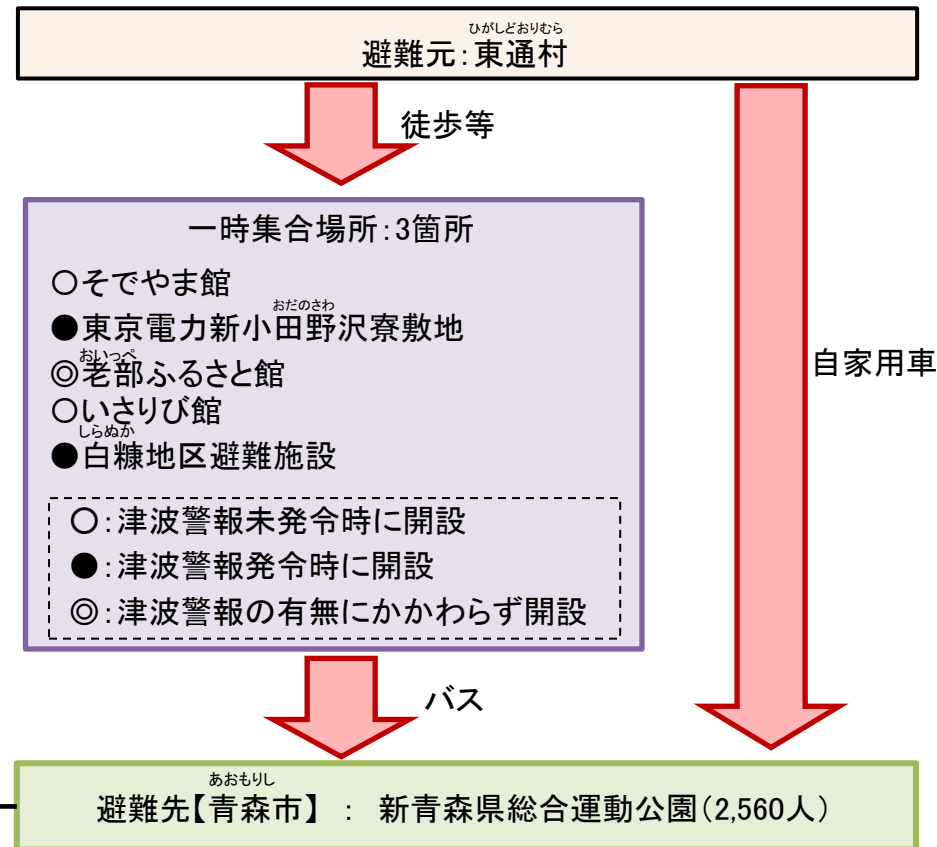 ひがしどおりむら
避難元：東通村
徒歩等
一時集合場所：3箇所
○そでやま館
おだのさわ
●東京電力新小田野沢寮敷地
おいっぺ
◎老部ふるさと館
○いさりび館
しらぬか
●白糠地区避難施設
○：津波警報未発令時に開設
●：津波警報発令時に開設
◎：津波警報の有無にかかわらず開設
自家用車
バス
あおもりし
避難先【青森市】 ： 新青森県総合運動公園（2,560人）